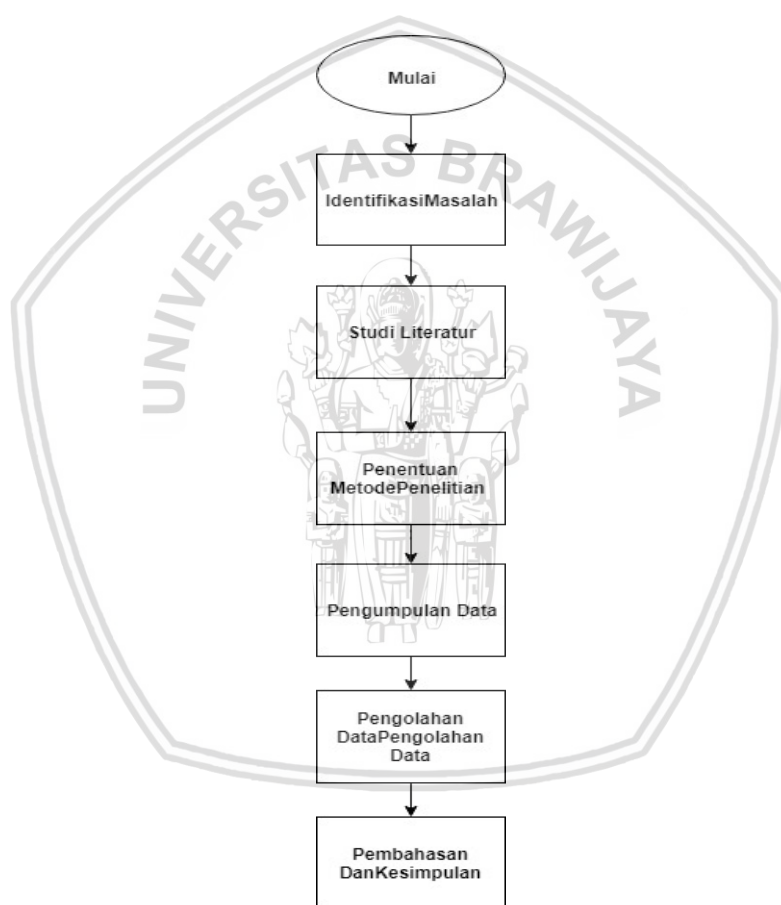 Mulai
UNIVERSITAS BRAWIJAYA
IdentifikasiMasalah
Studi Literatur
Penentuan
MetodePenelitian
Pengumpulan Data
Pengolahan
DataPengolahan
Data
Pembahasan
DanKesimpulan